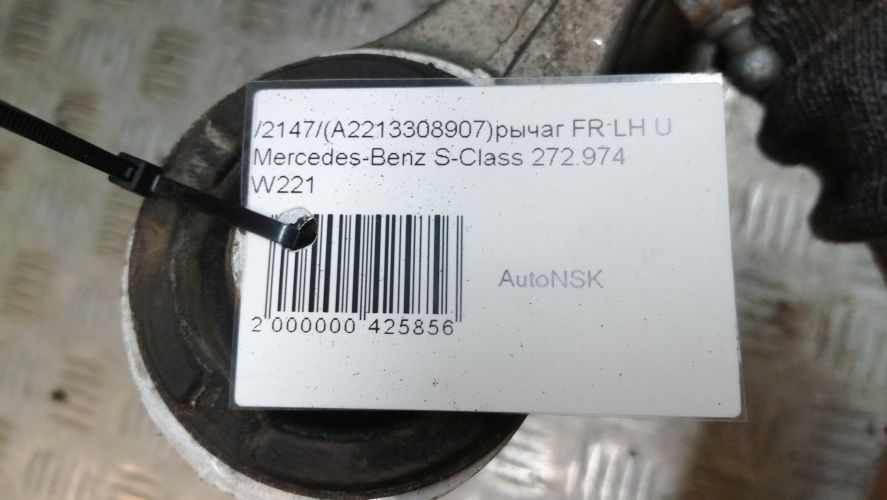 /2147/(A2213308907)рычаг FR LH U
Mercedes-Benz S-Class 272.974
W221
AutoNSK
2 000000 425856